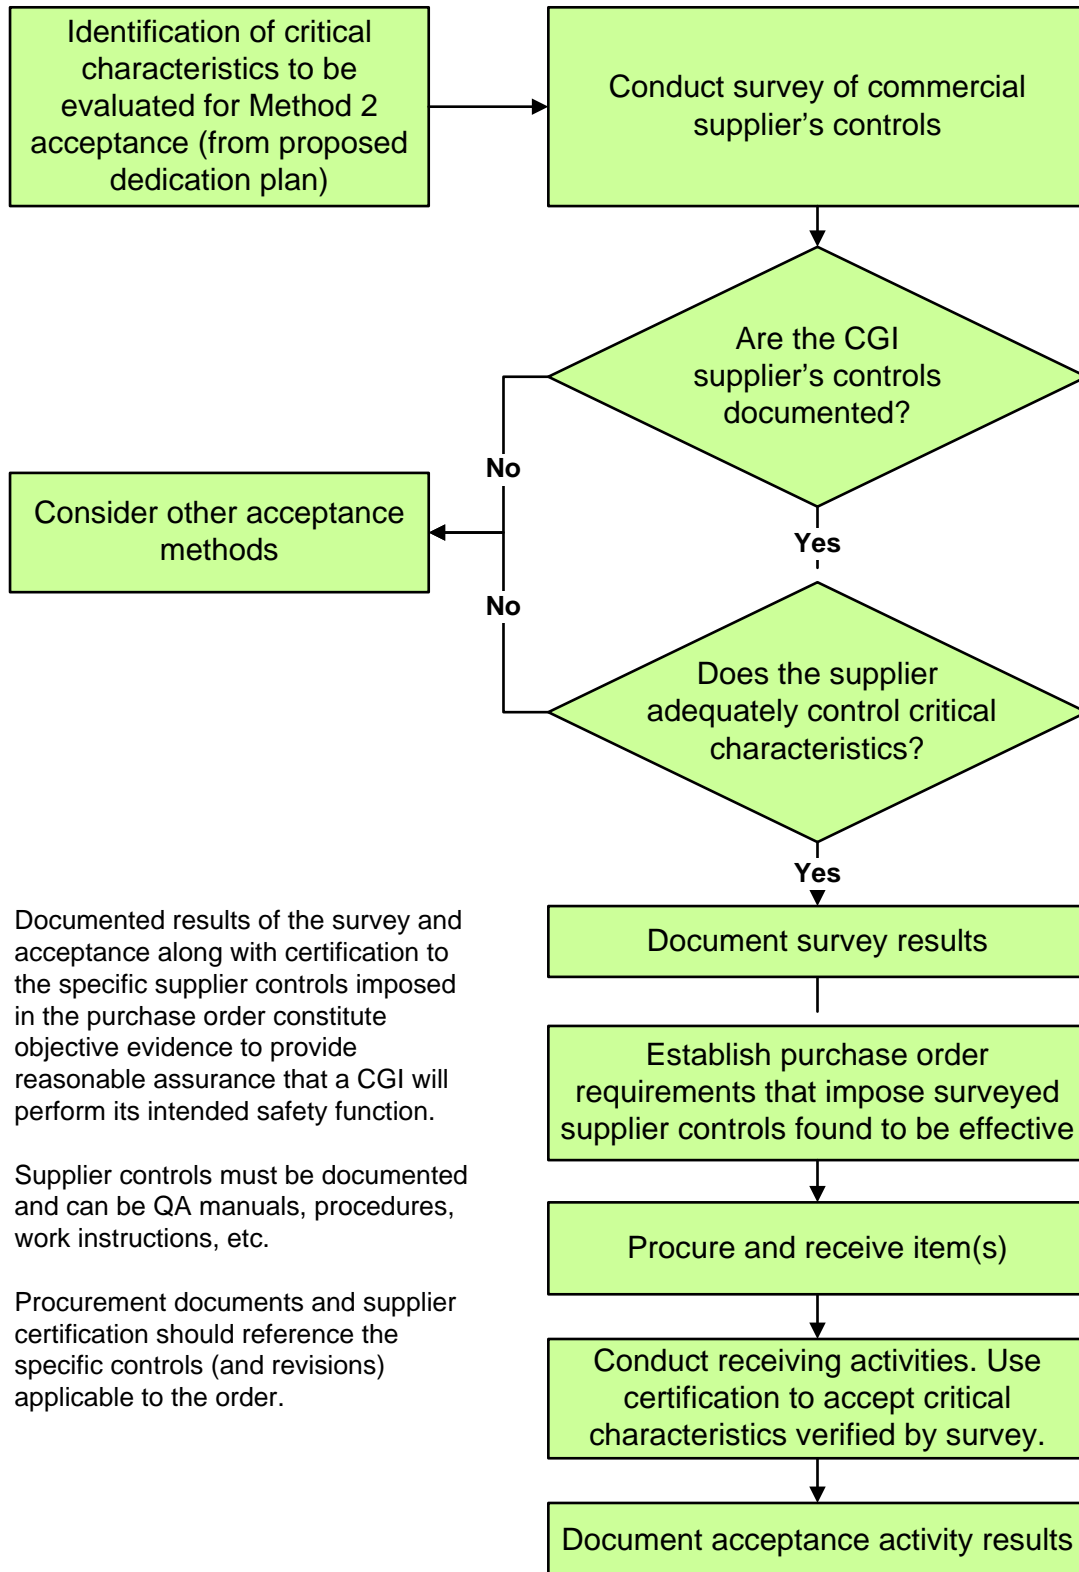 Identification of critical
characteristics to be
evaluated for Method 2
acceptance (from proposed
dedication plan)
Conduct survey of commercial
supplier’s controls
Are the CGI
supplier’s controls
documented?
No
Consider other acceptance
methods
Yes
No
Does the supplier
adequately control critical
characteristics?
Yes
Document survey results
Documented results of the survey and
acceptance along with certification to
the specific supplier controls imposed
in the purchase order constitute
objective evidence to provide
reasonable assurance that a CGI will
perform its intended safety function.
Supplier controls must be documented
and can be QA manuals, procedures,
work instructions, etc.
Procurement documents and supplier
certification should reference the
specific controls (and revisions)
applicable to the order.
Establish purchase order
requirements that impose surveyed
supplier controls found to be effective
Procure and receive item(s)
Conduct receiving activities. Use
certification to accept critical
characteristics verified by survey.
Document acceptance activity results